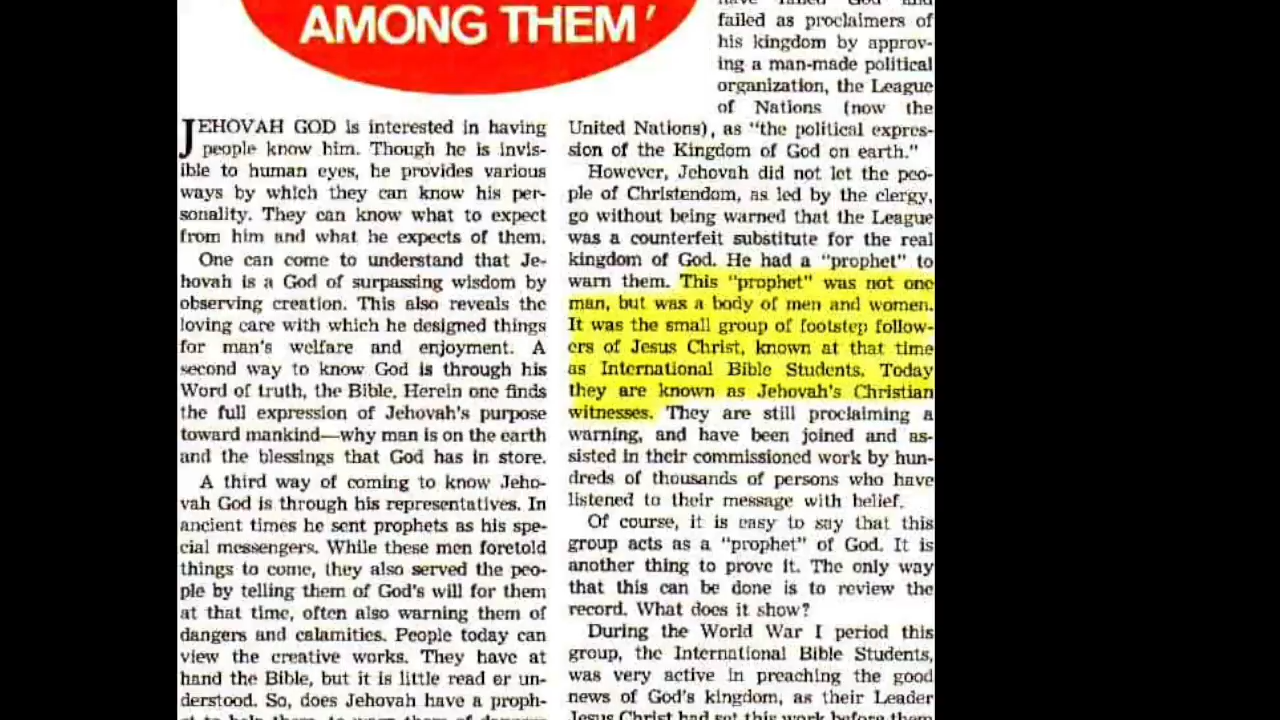 AMONG THEM'
JEHOVAH GOD is interested in having
people know him. Though he is invis-
ible to human eyes, he provides various
ways by which they can know his per-
sonality. They can know what to expect
from him and what he expects of them.
One can come to understand that Je-
hovah is a God of surpassing wisdom by
observing creation. This also reveals the
loving care with which he designed things
for man's welfare and enjoyment. A
second way to know God is through his
Word of truth, the Bible. Herein one finds
the full expression of Jehovah's purpose
toward mankind—why man is on the earth
and the blessings that God has in store.
A third way of coming to know Jeho-
vah God is through his representatives. In
ancient times he sent prophets as his spe-
cial messengers. While these men foretold
things to come, they also served the peo-
ple by telling them of God's will for them
at that time, often also warning them of
dangers and calamities. People today can
view the creative works. They have at
hand the Bible, but it is little read or un-
derstood. So, does Jehovah have a proph-
et to help them, to warn them of dangers
have failed God and
failed as proclaimers of
his kingdom by approv-
ing a man-made political
organization, the League
of Nations (now the
United Nations), as "the political expres-
sion of the Kingdom of God on earth."
However, Jehovah did not let the peo-
ple of Christendom, as led by the clergy,
go without being warned that the League
was a counterfeit substitute for the real
kingdom of God. He had a "prophet" to
warn them. This "prophet" was not one
man, but was a body of men and women.
It was the small group of footstep follow-
ers of Jesus Christ, known at that time
as International Bible Students. Today
they are known as Jehovah's Christian
witnesses. They are still proclaiming a
warning, and have been joined and as-
sisted in their commissioned work by hun-
dreds of thousands of persons who have
listened to their message with belief.
Of course, it is easy to say that this
group acts as a "prophet" of God. It is
another thing to prove it. The only way
that this can be done is to review the
record. What does it show?
During the World War I period this
group, the International Bible Students,
was very active in preaching the good
news of God's kingdom, as their Leader
Jesus Christ had set this work before them